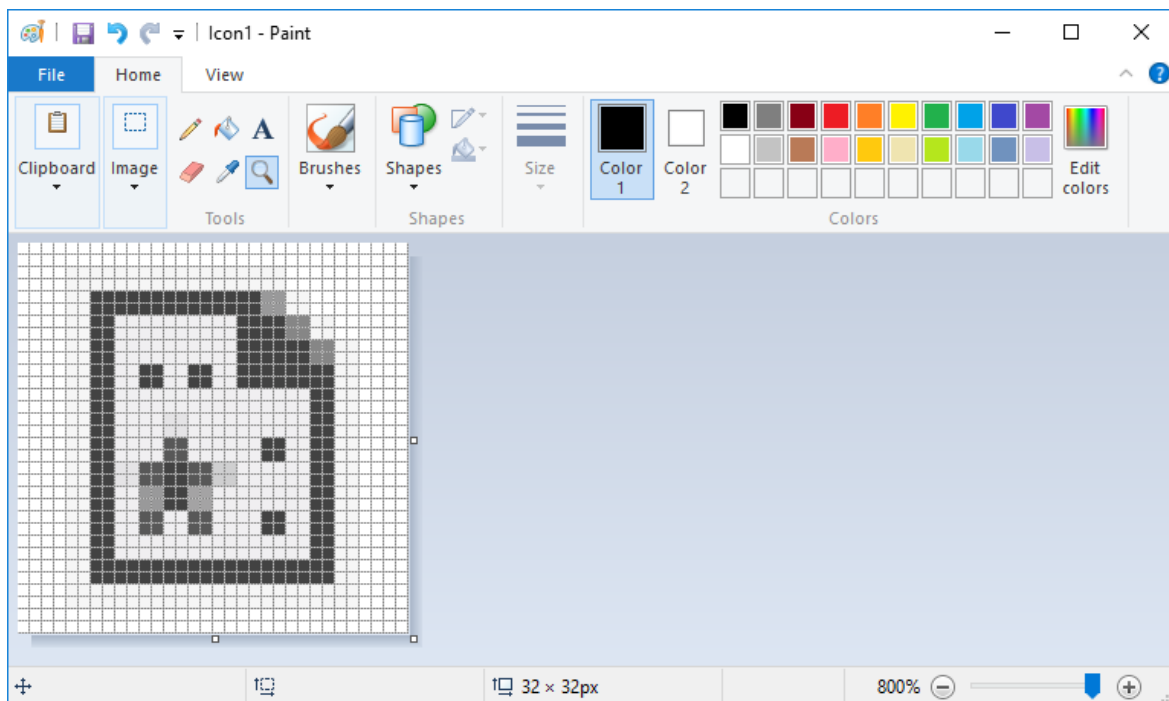 Icon1 - Paint
File Home View
?
A
Clipboard Image Brushes Shapes Size Color 1 Color 2 Edit colors
Tools Shapes Colors
32 × 32px 800%